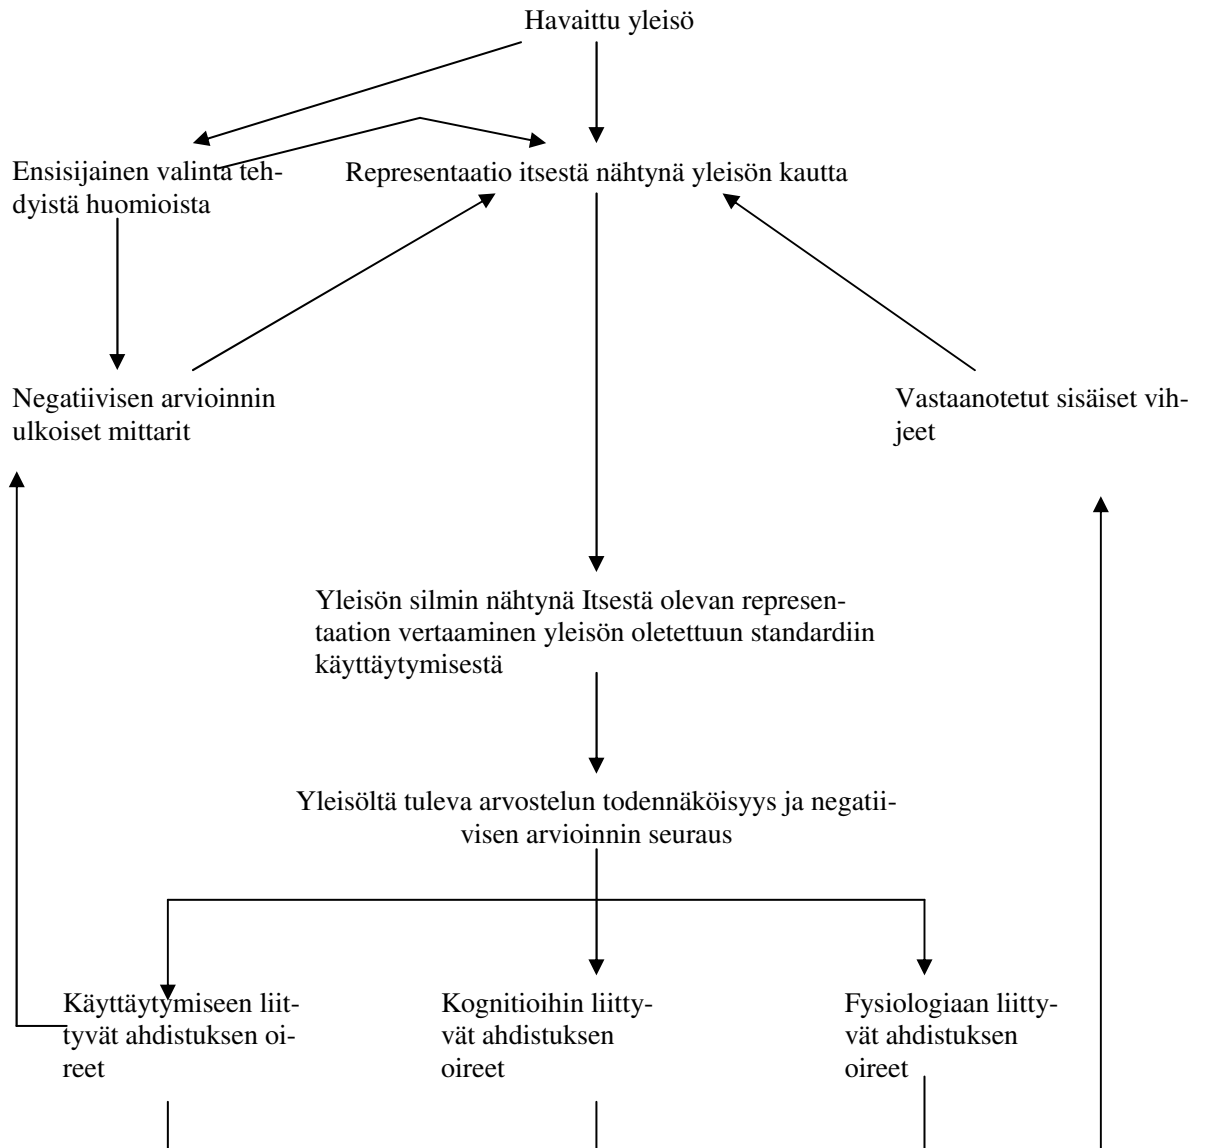 Havaittu yleisö
Ensisijainen valinta teh-
dyistä huomioista
Representaatio itsestä nähtynä yleisön kautta
Negatiivisen arvioinnin
ulkoiset mittarit
Vastaanotetut sisäiset vih-
jeet
Yleisön silmin nähtynä Itsestä olevan represen-
taation vertaaminen yleisön oletettuun standardiin
käyttäytymisestä
Yleisöltä tuleva arvostelun todennäköisyys ja negatii-
visen arvioinnin seuraus
Käyttäytymiseen liit-
tyvät ahdistuksen oi-
reet
Kognitioihin liitty-
vät ahdistuksen
oireet
Fysiologiaan liitty-
vät ahdistuksen
oireet